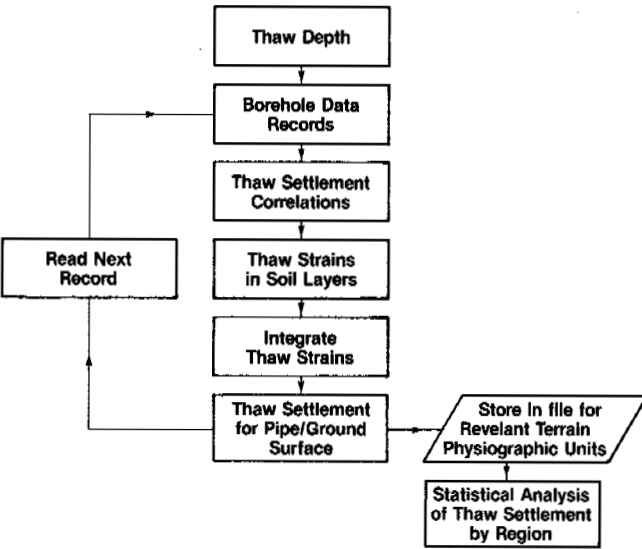 Thaw Depth
Borehole Data
Records
Thaw Settlement
Correlations
Read Next
Record
Thaw Strains
in Soil Layers
Integrate
Thaw Strains
Thaw Settlement
for Pipe/Ground
Surface
Store In file for
Revelant Terrain
Physiographic Units
Statistical Analysis
of Thaw Settlement
by Region